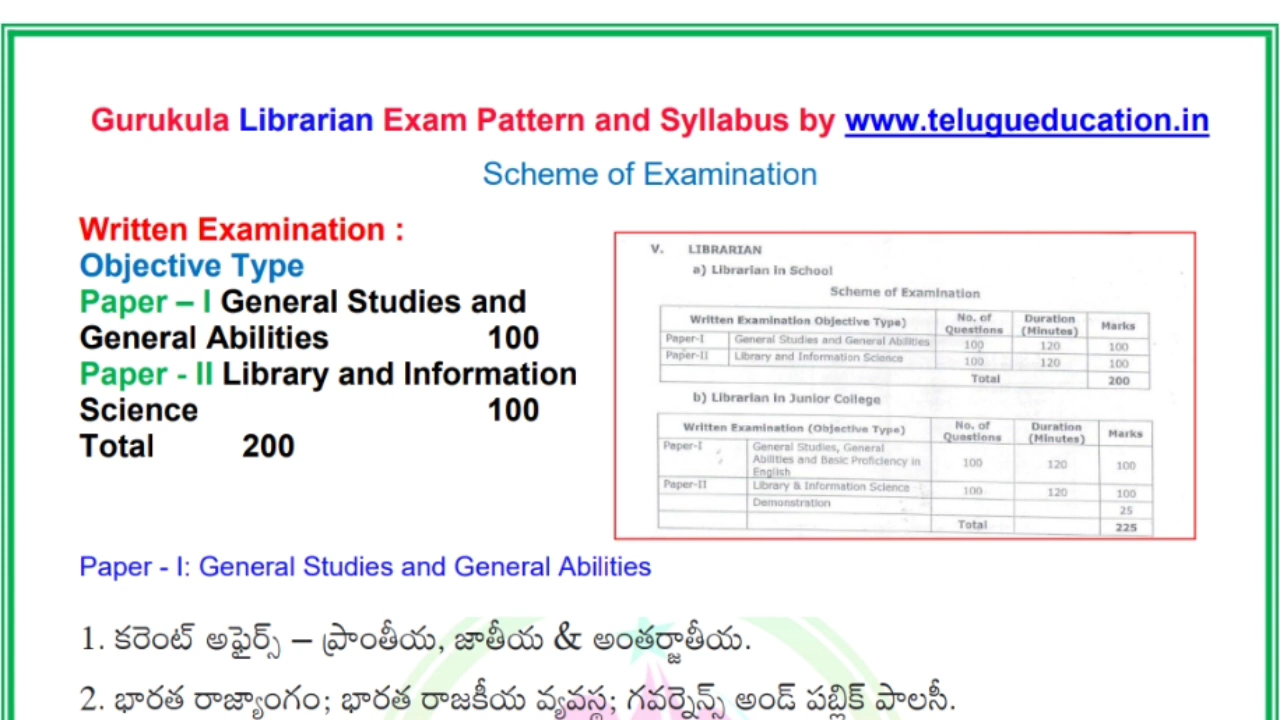 Gurukula Librarian Exam Pattern and Syllabus by www.telugueducation.in
Scheme of Examination
Written Examination :
Objective Type
Paper – I General Studies and
General Abilities 100
Paper - II Library and Information
Science 100
Total 200
V. LIBRARIAN
a) Librarian in School
Scheme of Examination
Written Examination Objective Type) No. of Questions Duration (Minutes) Marks
Paper-I General Studies and General Abilities 100 120 100
Paper-II Library and Information Science 100 120 100
Total 200
b) Librarian in Junior College
Written Examination (Objective Type) No. of Questions Duration (Minutes) Marks
Paper-I General Studies, General
Abilities and Basic Proficiency in
English 100 120 100
Paper-II Library & Information Science 100 120 100
Demonstration 25
Total 225
Paper - I: General Studies and General Abilities
1. కరెంట్ అఫైర్స్ – ప్రాంతీయ, జాతీయ & అంతర్జాతీయ.
2. భారత రాజ్యాంగం; భారత రాజకీయ వ్యవస్థ; గవర్నెన్స్ అండ్ పబ్లిక్ పాలసీ.